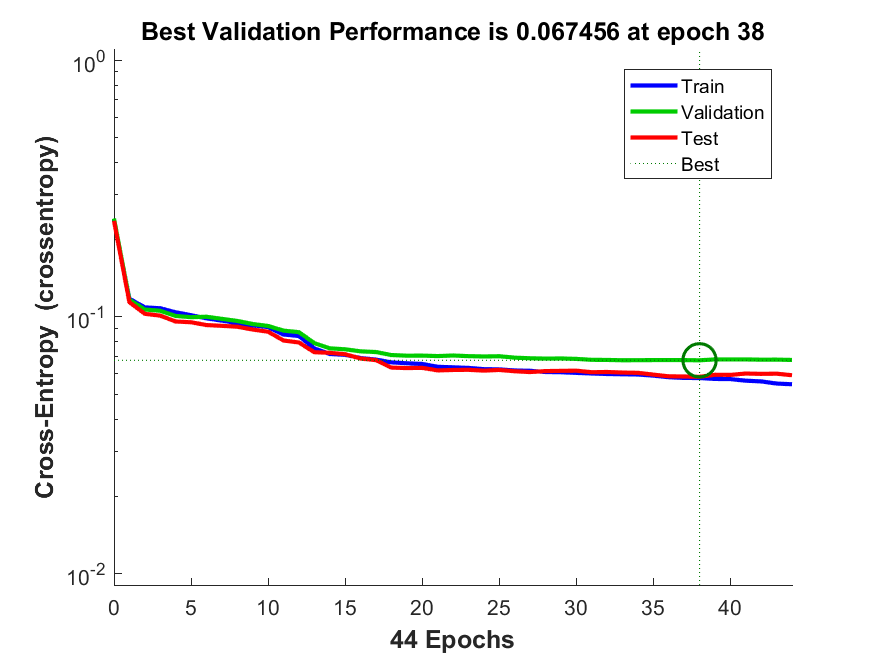 Best Validation Performance is 0.067456 at epoch 38
Cross-Entropy (crossentropy)
10^0
10^-1
10^-2
Train
Validation
Test
Best
0 5 10 15 20 25 30 35 40
44 Epochs